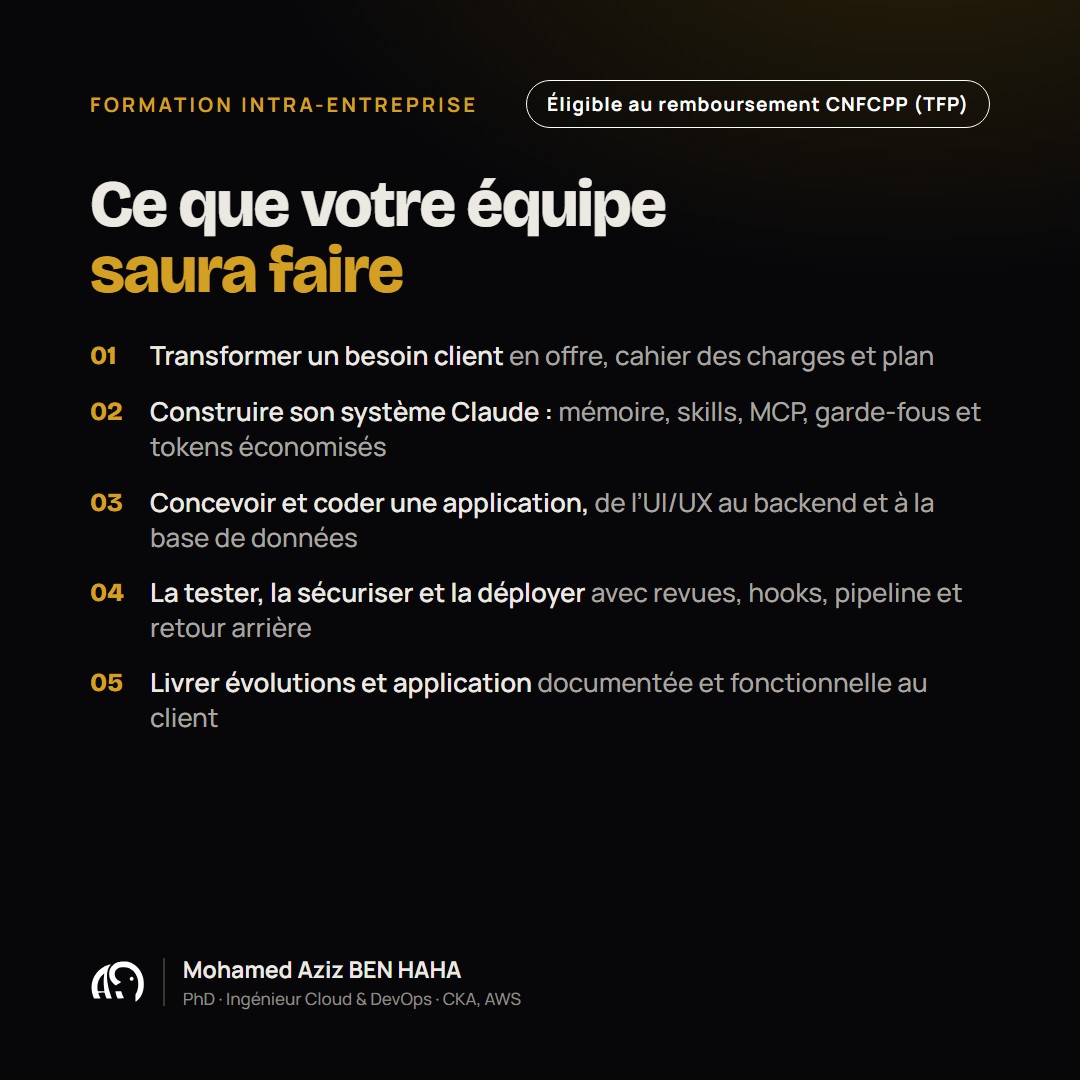 FORMATION INTRA-ENTREPRISE
Éligible au remboursement CNFCPP (TFP)
Ce que votre équipe
saura faire
01 Transformer un besoin client en offre, cahier des charges et plan
02 Construire son système Claude : mémoire, skills, MCP, garde-fous et
tokens économisés
03 Concevoir et coder une application, de l’UI/UX au backend et à la
base de données
04 La tester, la sécuriser et la déployer avec revues, hooks, pipeline et
retour arrière
05 Livrer évolutions et application documentée et fonctionnelle au
client
Mohamed Aziz BEN HAHA
PhD · Ingénieur Cloud & DevOps · CKA, AWS